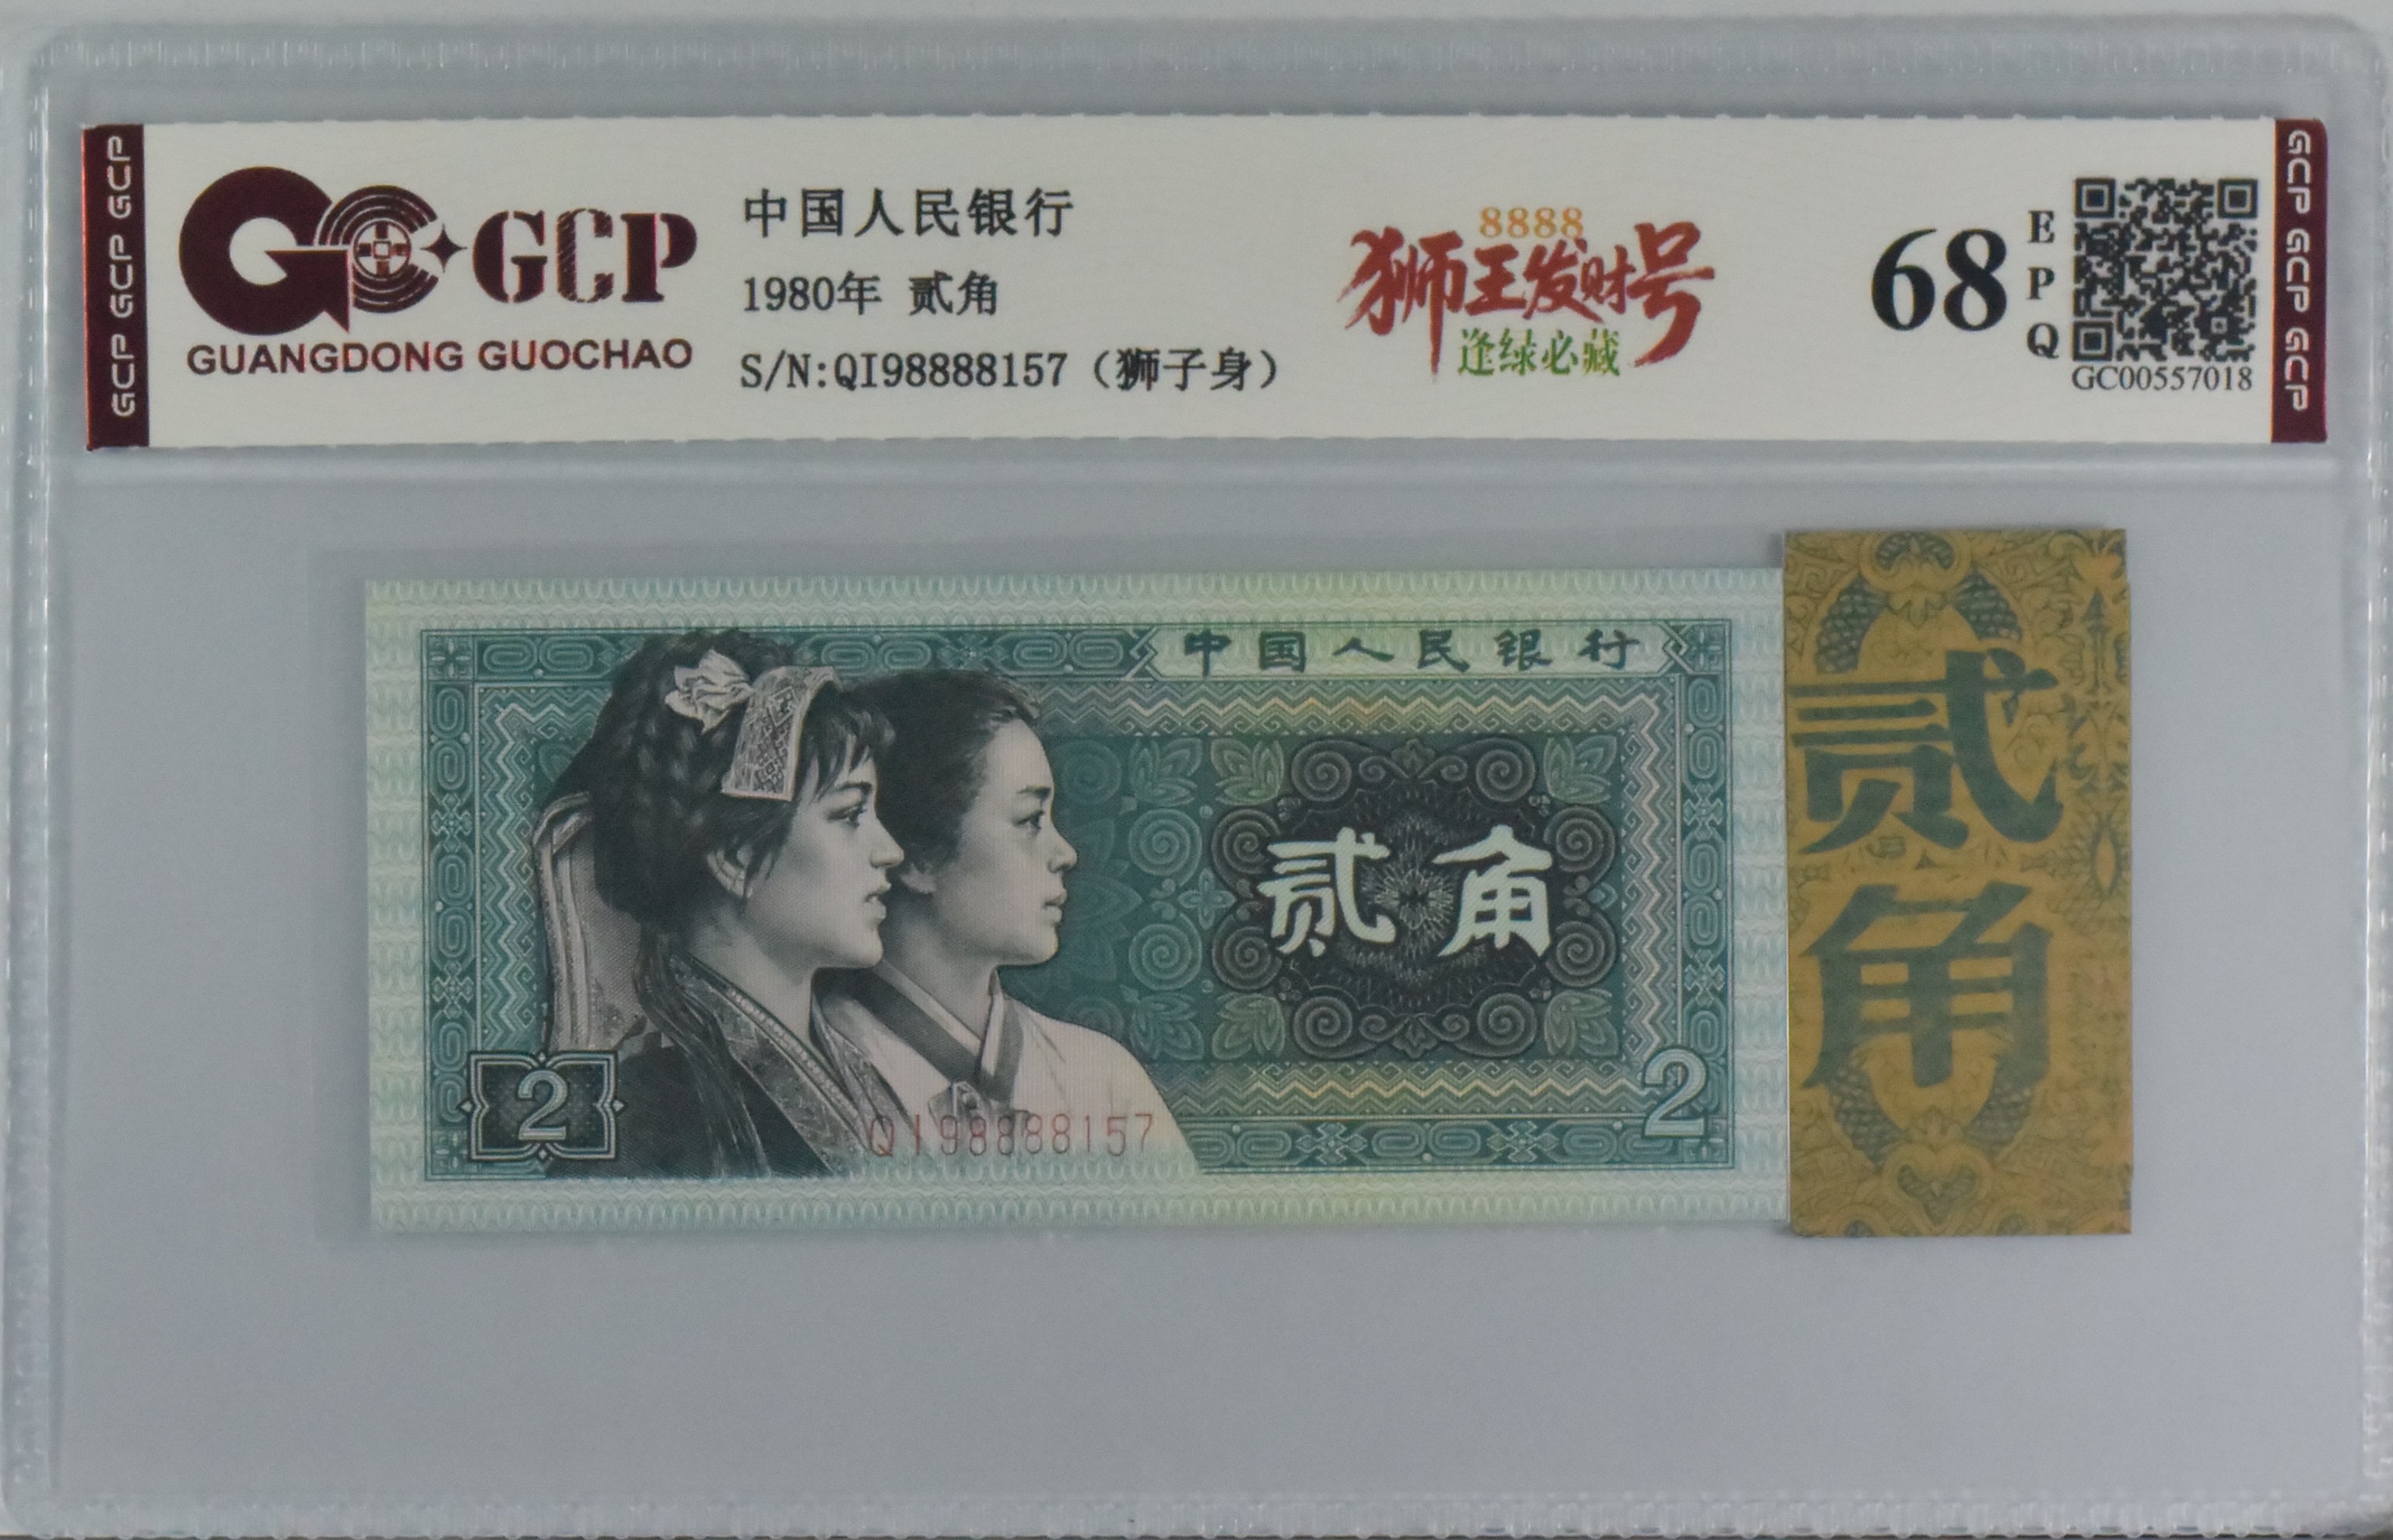 GCP GCP GCP
GCP
GUANGDONG GUOCHAO
中国人民银行
1980年 贰角
S/N:QI98888157（狮子身）
8888
狮王发财号
逢绿必藏
68
E
P
Q
GC00557018
GCP GCP GCP
中国人民银行
贰角
2
QI98888157
2
贰
角